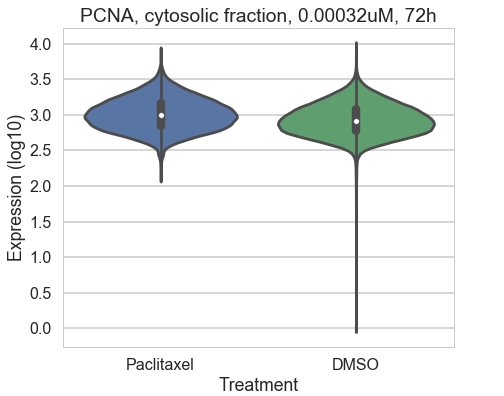 PCNA, cytosolic fraction, 0.00032uM, 72h
4.0
3.5
3.0
2.5
2.0
1.5
1.0
0.5
0.0
Expression (log10)
Paclitaxel DMSO
Treatment